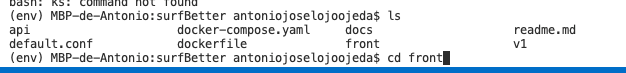 bash: ks: command not found
(env) MBP-de-Antonio:surfBetter antoniojoselojoojeda$ ls
api docker-compose.yaml docs readme.md
default.conf dockerfile front v1
(env) MBP-de-Antonio:surfBetter antoniojoselojoojeda$ cd front